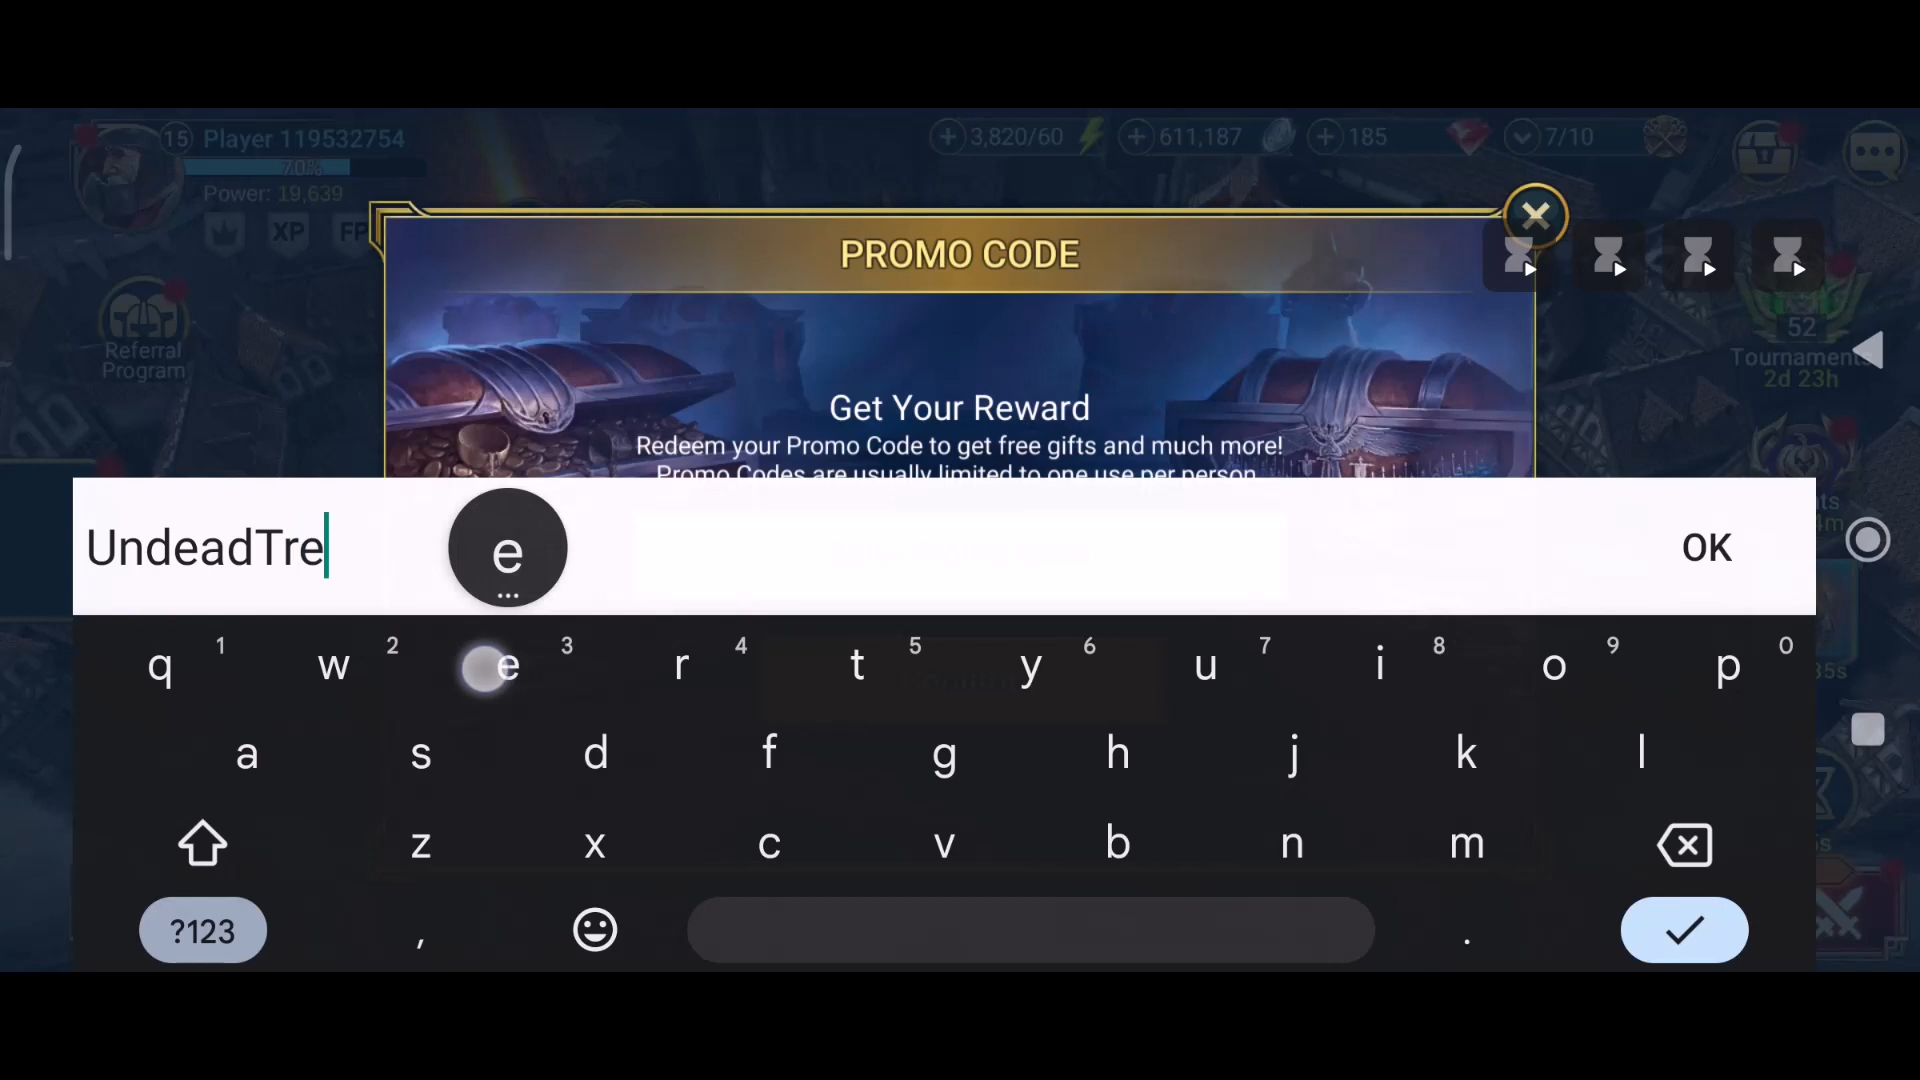 15 Player 119532754
70%
Power: 19,639
XP
FP
3,820/60
611,187
185
7/10
PROMO CODE
Referral
Program
52
Tournaments
2d 23h
Get Your Reward
Redeem your Promo Code to get free gifts and much more!
Promo Codes are usually limited to one use per person
UndeadTre
e
...
OK
q 1 w 2 e 3 r 4 t 5 y 6 u 7 i 8 o 9 p 0
a s d f g h j k l
z x c v b n m
?123 , .